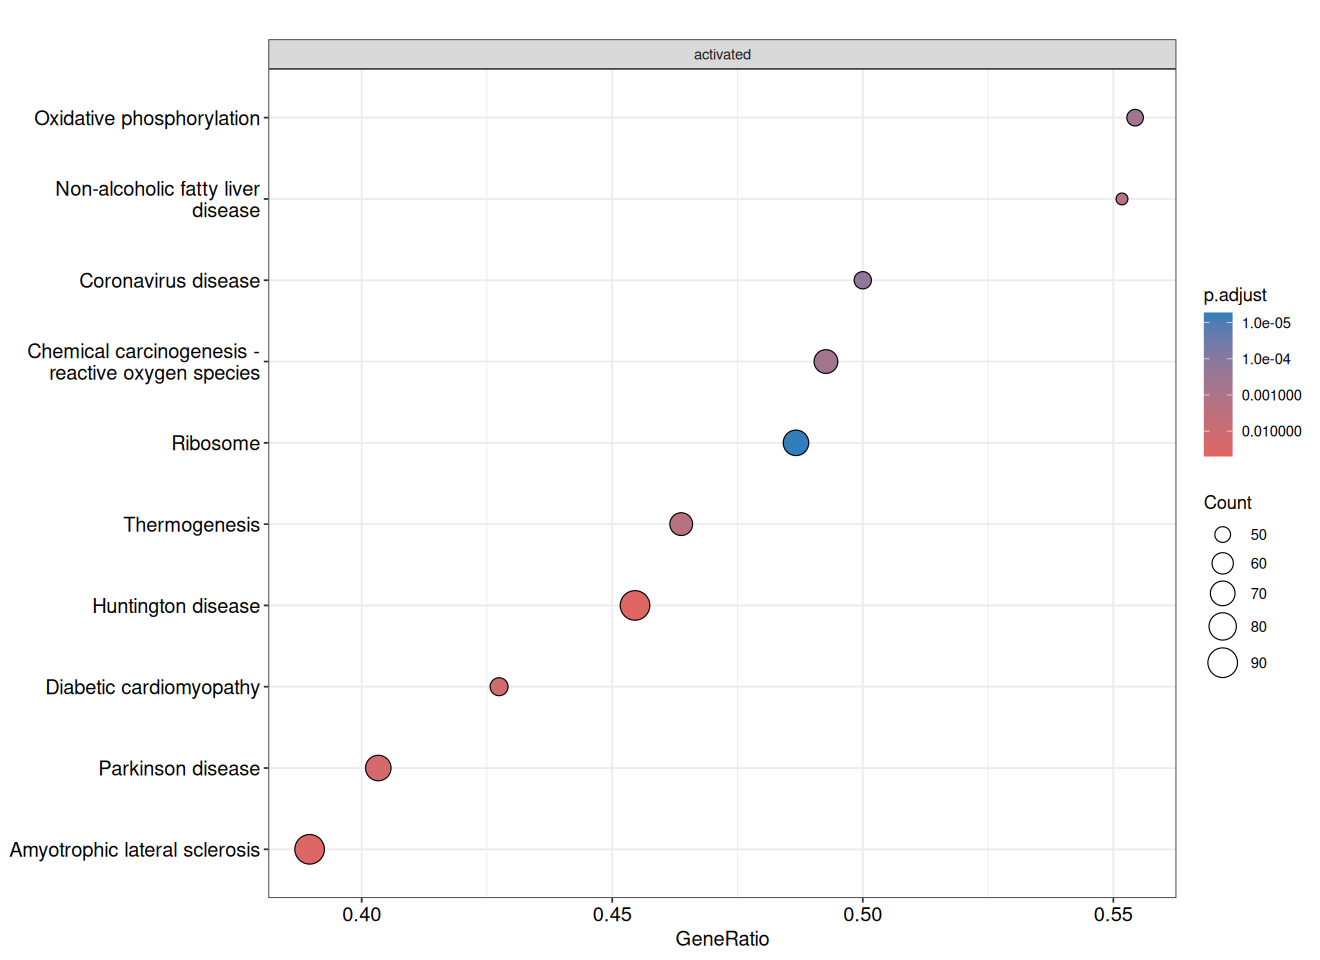 activated
Oxidative phosphorylation
Non-alcoholic fatty liver
disease
Coronavirus disease
Chemical carcinogenesis -
reactive oxygen species
Ribosome
Thermogenesis
Huntington disease
Diabetic cardiomyopathy
Parkinson disease
Amyotrophic lateral sclerosis
0.40 0.45 0.50 0.55
GeneRatio
p.adjust
1.0e-05
1.0e-04
0.001000
0.010000
Count
50
60
70
80
90